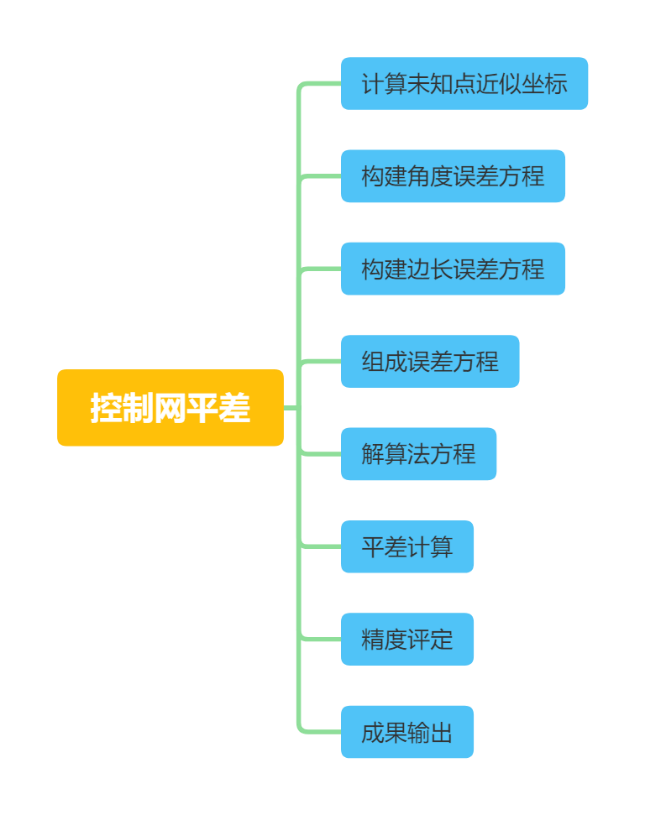 控制网平差
计算未知点近似坐标
构建角度误差方程
构建边长误差方程
组成误差方程
解算法方程
平差计算
精度评定
成果输出